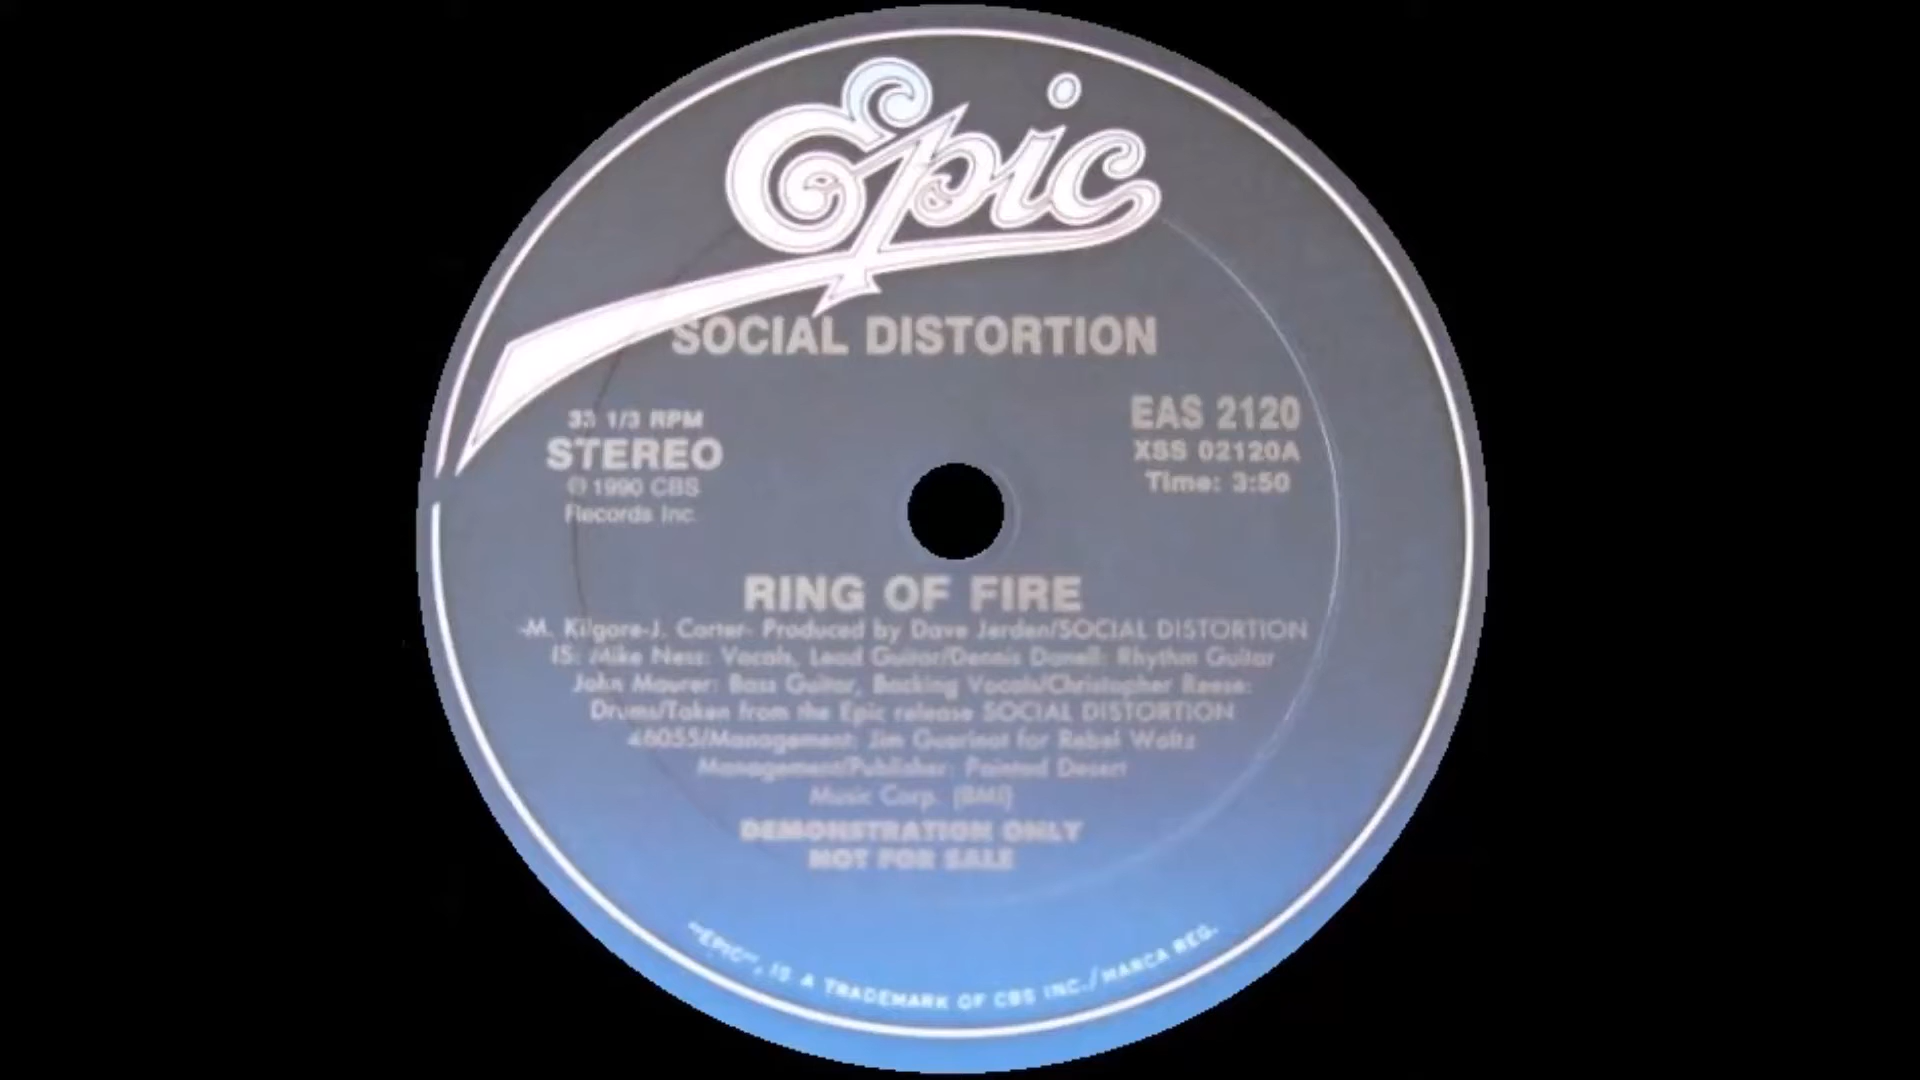 Epic
SOCIAL DISTORTION
33 1/3 RPM
STEREO
℗ 1990 CBS
Records Inc.
EAS 2120
XSS 02120A
Time: 3:50
RING OF FIRE
-M. Kilgore-J. Carter- Produced by Dave Jerden/SOCIAL DISTORTION
IS: Mike Ness: Vocals, Lead Guitar/Dennis Danell: Rhythm Guitar
John Maurer: Bass Guitar, Backing Vocals/Christopher Reese:
Drums/Taken from the Epic release SOCIAL DISTORTION
46055/Management: Jim Guerinot for Rebel Waltz
Management/Publisher: Painted Desert
Music Corp. (BMI)
DEMONSTRATION ONLY
NOT FOR SALE
"EPIC", IS A TRADEMARK OF CBS INC./MARCA REG.